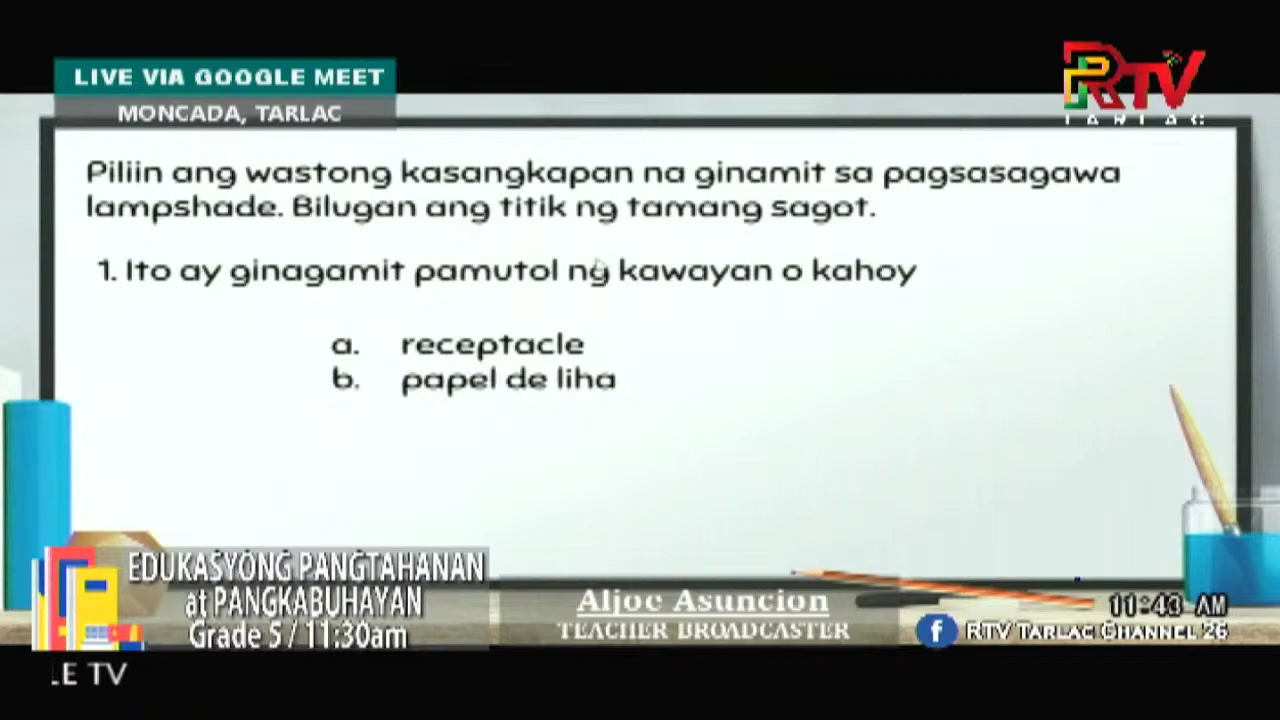 LIVE VIA GOOGLE MEET
MONCADA, TARLAC
RTV
TARLAC
Piliin ang wastong kasangkapan na ginamit sa pagsasagawa
lampshade. Bilugan ang titik ng tamang sagot.
1. Ito ay ginagamit pamutol ng kawayan o kahoy
a. receptacle
b. papel de liha
EDUKASYONG PANGTAHANAN
at PANGKABUHAYAN
Grade 5 / 11:30am
Aljoe Asuncion
TEACHER BROADCASTER
11:43 AM
RTV TARLAC CHANNEL 26
LE TV